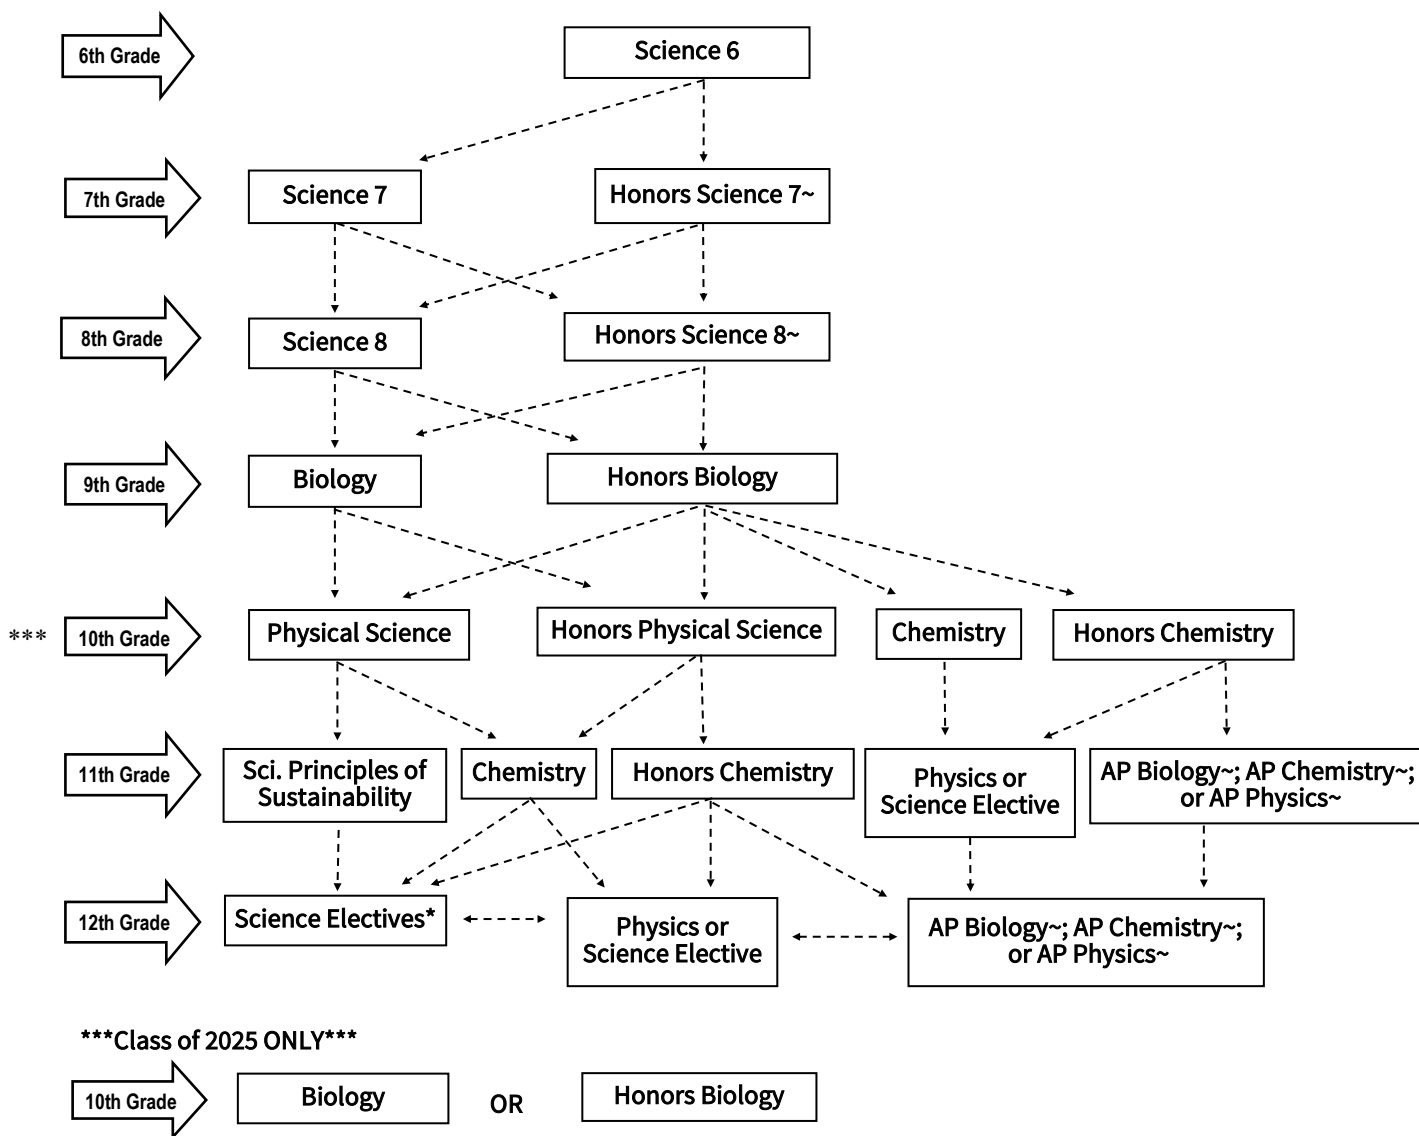 6th Grade
Science 6
7th Grade
Science 7
Honors Science 7~
8th Grade
Science 8
Honors Science 8~
9th Grade
Biology
Honors Biology
***
10th Grade
Physical Science
Honors Physical Science
Chemistry
Honors Chemistry
11th Grade
Sci. Principles of
Sustainability
Chemistry
Honors Chemistry
Physics or
Science Elective
AP Biology~; AP Chemistry~;
or AP Physics~
12th Grade
Science Electives*
Physics or
Science Elective
AP Biology~; AP Chemistry~;
or AP Physics~
***Class of 2025 ONLY***
10th Grade
Biology
OR
Honors Biology